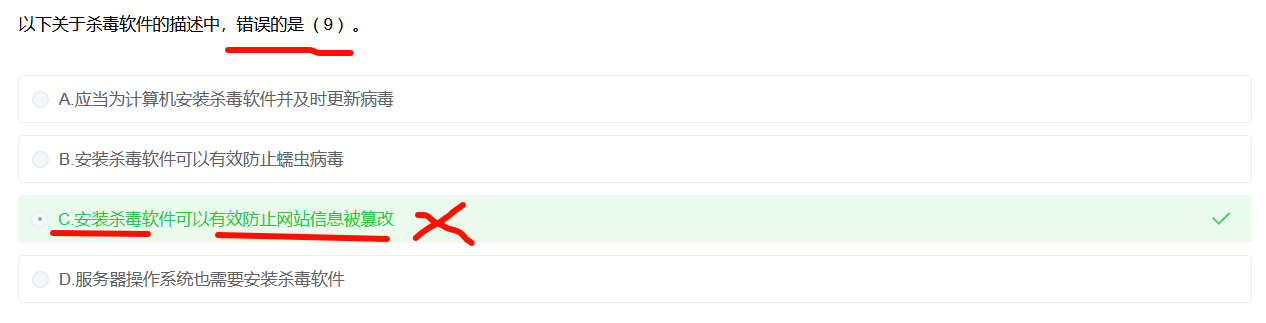 以下关于杀毒软件的描述中，错误的是（9）。
A.应当为计算机安装杀毒软件并及时更新病毒
B.安装杀毒软件可以有效防止蠕虫病毒
C.安装杀毒软件可以有效防止网站信息被篡改
D.服务器操作系统也需要安装杀毒软件